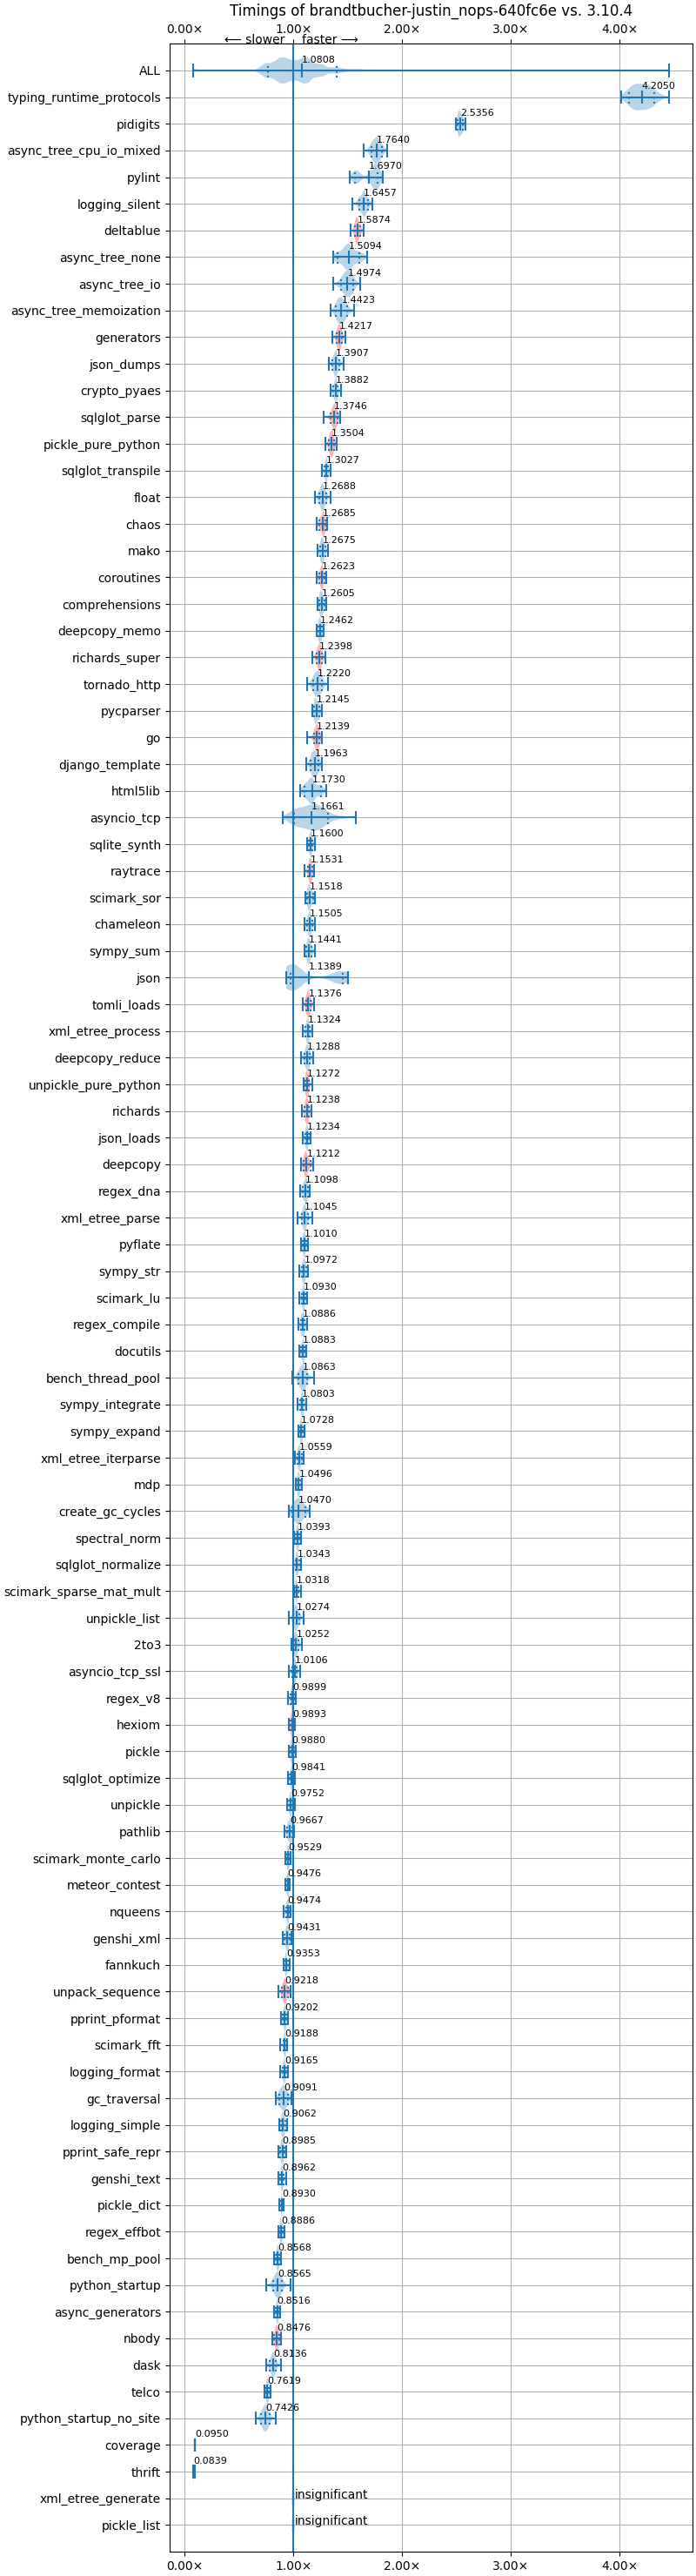 Timings of brandtbucher-justin_nops-640fc6e vs. 3.10.4
0.00× 1.00× 2.00× 3.00× 4.00×
⟵ slower faster ⟶
ALL 1.0808
typing_runtime_protocols 4.2050
pidigits 2.5356
async_tree_cpu_io_mixed 1.7640
pylint 1.6970
logging_silent 1.6457
deltablue 1.5874
async_tree_none 1.5094
async_tree_io 1.4974
async_tree_memoization 1.4423
generators 1.4217
json_dumps 1.3907
crypto_pyaes 1.3882
sqlglot_parse 1.3746
pickle_pure_python 1.3504
sqlglot_transpile 1.3027
float 1.2688
chaos 1.2685
mako 1.2675
coroutines 1.2623
comprehensions 1.2605
deepcopy_memo 1.2462
richards_super 1.2398
tornado_http 1.2220
pycparser 1.2145
go 1.2139
django_template 1.1963
html5lib 1.1730
asyncio_tcp 1.1661
sqlite_synth 1.1600
raytrace 1.1531
scimark_sor 1.1518
chameleon 1.1505
sympy_sum 1.1441
json 1.1389
tomli_loads 1.1376
xml_etree_process 1.1324
deepcopy_reduce 1.1288
unpickle_pure_python 1.1272
richards 1.1238
json_loads 1.1234
deepcopy 1.1212
regex_dna 1.1098
xml_etree_parse 1.1045
pyflate 1.1010
sympy_str 1.0972
scimark_lu 1.0930
regex_compile 1.0886
docutils 1.0883
bench_thread_pool 1.0863
sympy_integrate 1.0803
sympy_expand 1.0728
xml_etree_iterparse 1.0559
mdp 1.0496
create_gc_cycles 1.0470
spectral_norm 1.0393
sqlglot_normalize 1.0343
scimark_sparse_mat_mult 1.0318
unpickle_list 1.0274
2to3 1.0252
asyncio_tcp_ssl 1.0106
regex_v8 0.9899
hexiom 0.9893
pickle 0.9880
sqlglot_optimize 0.9841
unpickle 0.9752
pathlib 0.9667
scimark_monte_carlo 0.9529
meteor_contest 0.9476
nqueens 0.9474
genshi_xml 0.9431
fannkuch 0.9353
unpack_sequence 0.9218
pprint_pformat 0.9202
scimark_fft 0.9188
logging_format 0.9165
gc_traversal 0.9091
logging_simple 0.9062
pprint_safe_repr 0.8985
genshi_text 0.8962
pickle_dict 0.8930
regex_effbot 0.8886
bench_mp_pool 0.8568
python_startup 0.8565
async_generators 0.8516
nbody 0.8476
dask 0.8136
telco 0.7619
python_startup_no_site 0.7426
coverage 0.0950
thrift 0.0839
xml_etree_generate insignificant
pickle_list insignificant
0.00× 1.00× 2.00× 3.00× 4.00×